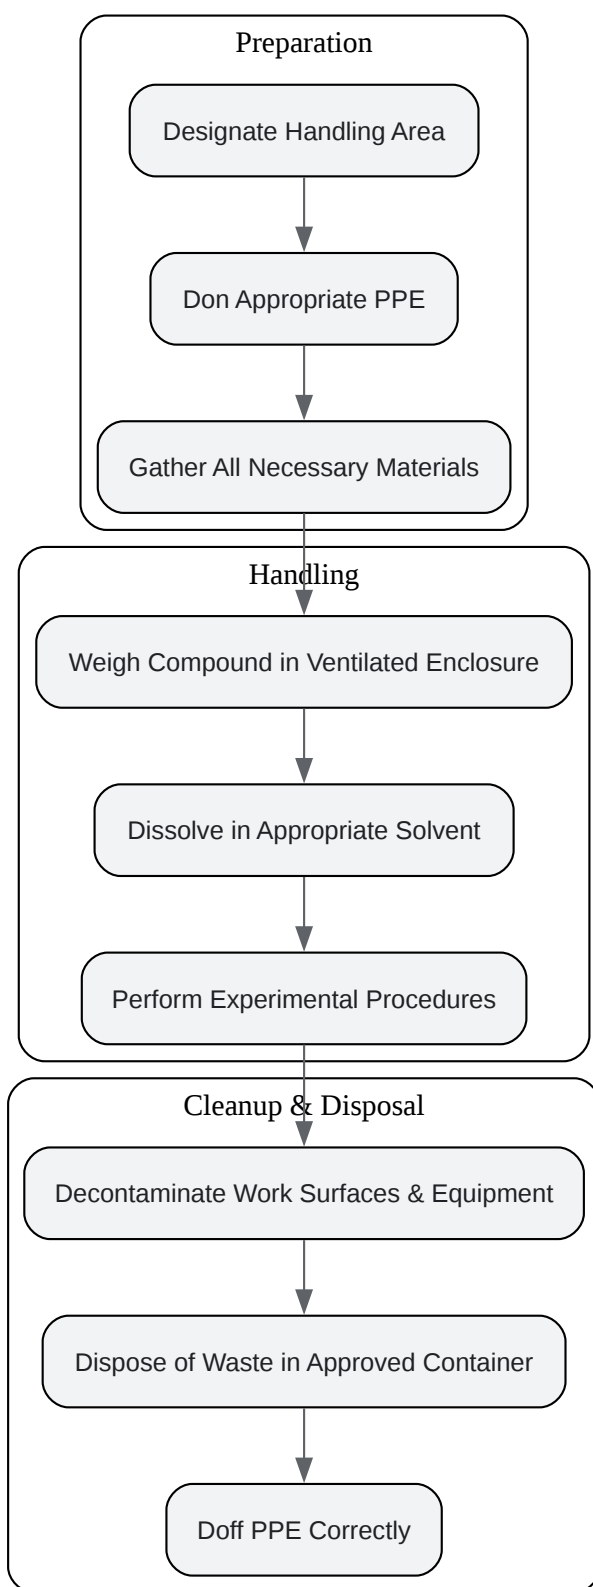 Preparation
Designate Handling Area
Don Appropriate PPE
Gather All Necessary Materials
Handling
Weigh Compound in Ventilated Enclosure
Dissolve in Appropriate Solvent
Perform Experimental Procedures
Cleanup & Disposal
Decontaminate Work Surfaces & Equipment
Dispose of Waste in Approved Container
Doff PPE Correctly